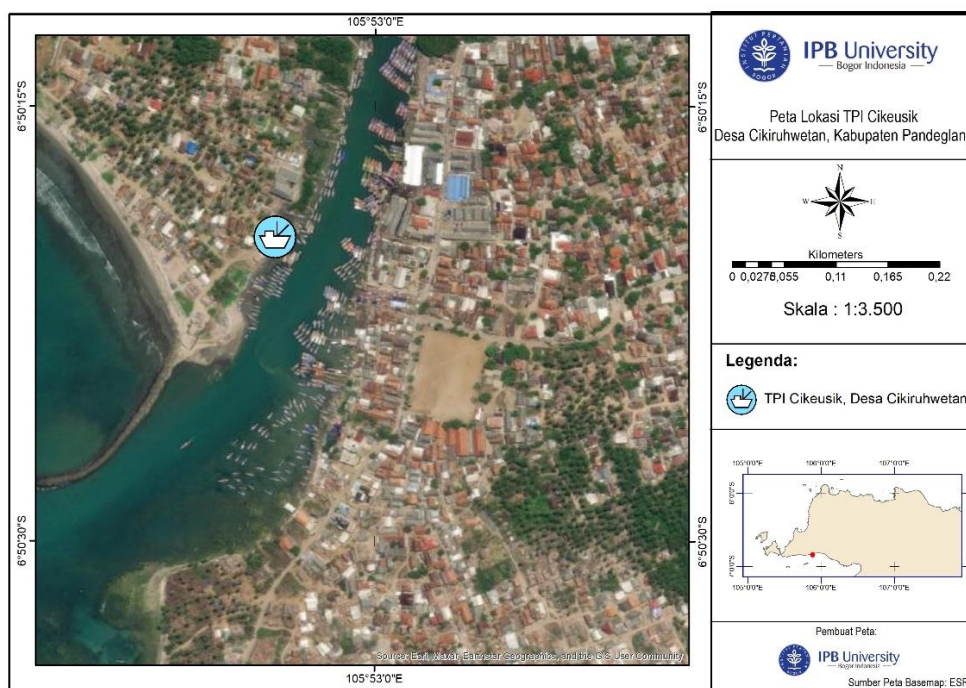 105°53'0"E
6°50'15"S
6°50'15"S
6°50'30"S
6°50'30"S
105°53'0"E
Source: Esri, Maxar, Earthstar Geographics, and the GIS User Community
INSTITUT PERTANIAN
BOGOR
IPB University
Bogor Indonesia
Peta Lokasi TPI Cikeusik
Desa Cikiruhwetan, Kabupaten Pandeglan
N
W
S
Kilometers
0 0,0275 0,055 0,11 0,165 0,22
Skala : 1:3.500
Legenda:
TPI Cikeusik, Desa Cikiruhwetan
105°0'0"E 106°0'0"E 107°0'0"E
6°0'0"S
7°0'0"S
105°0'0"E 106°0'0"E 107°0'0"E
Pembuat Peta:
IPB University
Bogor Indonesia
Sumber Peta Basemap: ESR